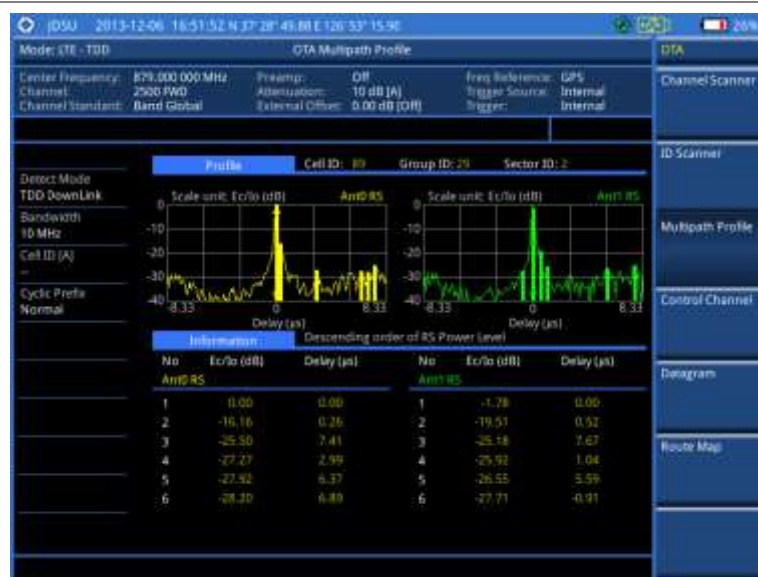 JDSU 2013-12-06 16:51:52 N 37° 28' 49.88 E 126° 53' 15.90 26%
Mode: LTE - TDD OTA Multipath Profile OTA
Center Frequency: 879.000 000 MHz Preamp: Off Freq Reference: GPS
Channel: 2500 FWD Attenuation: 10 dB [A] Trigger Source: Internal
Channel Standard: Band Global External Offset: 0.00 dB [Off] Trigger: Internal
Channel Scanner
ID Scanner
Multipath Profile
Control Channel
Datagram
Route Map
Detect Mode
TDD DownLink
Bandwidth
10 MHz
Cell ID [A]
--
Cyclic Prefix
Normal
Profile Cell ID: 89 Group ID: 29 Sector ID: 2
Scale unit: Ec/Io (dB) Ant0 RS Scale unit: Ec/Io (dB) Ant1 RS
0
-10
-20
-30
-40
-8.33 0 8.33
Delay (µs)
0
-10
-20
-30
-40
-8.33 0 8.33
Delay (µs)
Information Descending order of RS Power Level
No Ec/Io (dB) Delay (µs) No Ec/Io (dB) Delay (µs)
Ant0 RS Ant1 RS
1 0.00 0.00 1 -1.78 0.00
2 -16.16 0.26 2 -19.51 0.52
3 -25.50 7.41 3 -25.18 7.67
4 -27.27 2.99 4 -25.92 1.04
5 -27.92 6.37 5 -26.55 5.59
6 -28.20 6.89 6 -27.71 -0.91